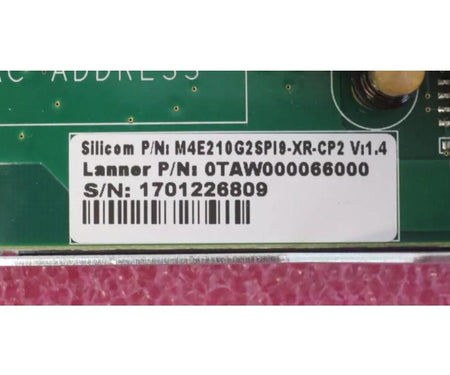 AC ADDRESS
Silicom P/N: M4E210G2SPI9-XR-CP2 V:1.4
Lanner P/N: 0TAW000066000
S/N: 1701226809